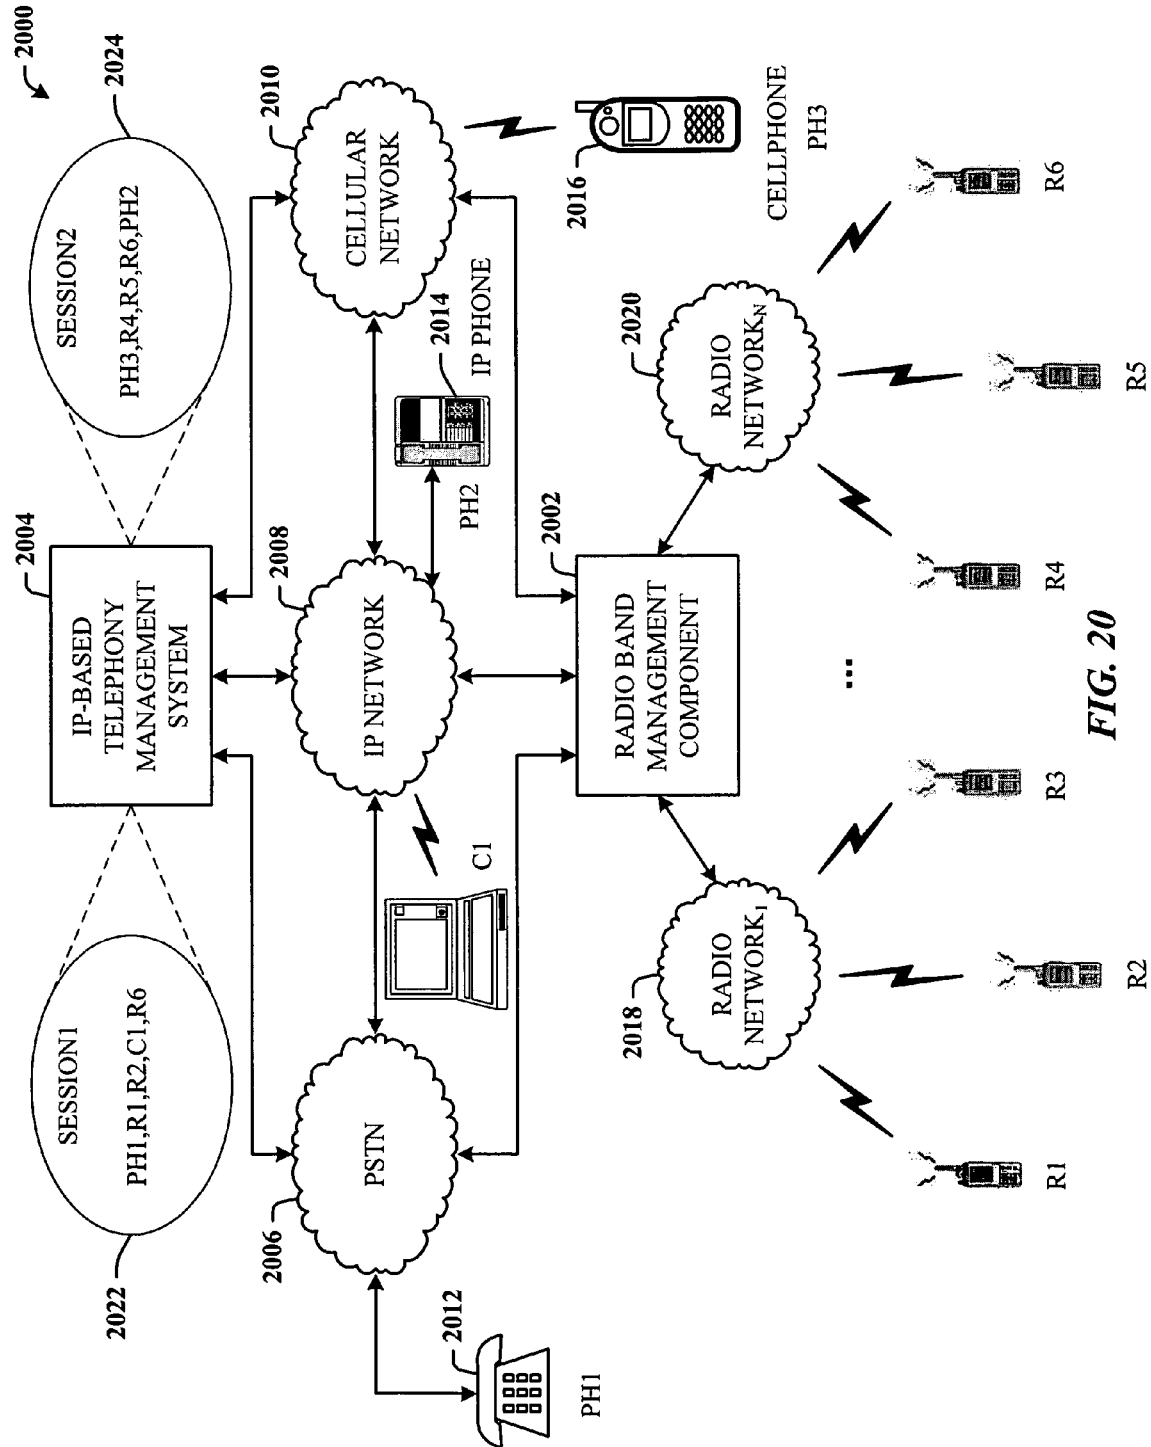 2000
2022
SESSION1
PH1,R1,R2,C1,R6
2004
IP-BASED
TELEPHONY
MANAGEMENT
SYSTEM
SESSION2
PH3,R4,R5,R6,PH2
2024
2006
PSTN
2008
IP NETWORK
2010
CELLULAR
NETWORK
2012
PH1
C1
PH2
2014
IP PHONE
2016
CELLPHONE
PH3
2002
RADIO BAND
MANAGEMENT
COMPONENT
2018
RADIO
NETWORK1
2020
RADIO
NETWORKN
...
R1
R2
R3
R4
R5
R6
FIG. 20